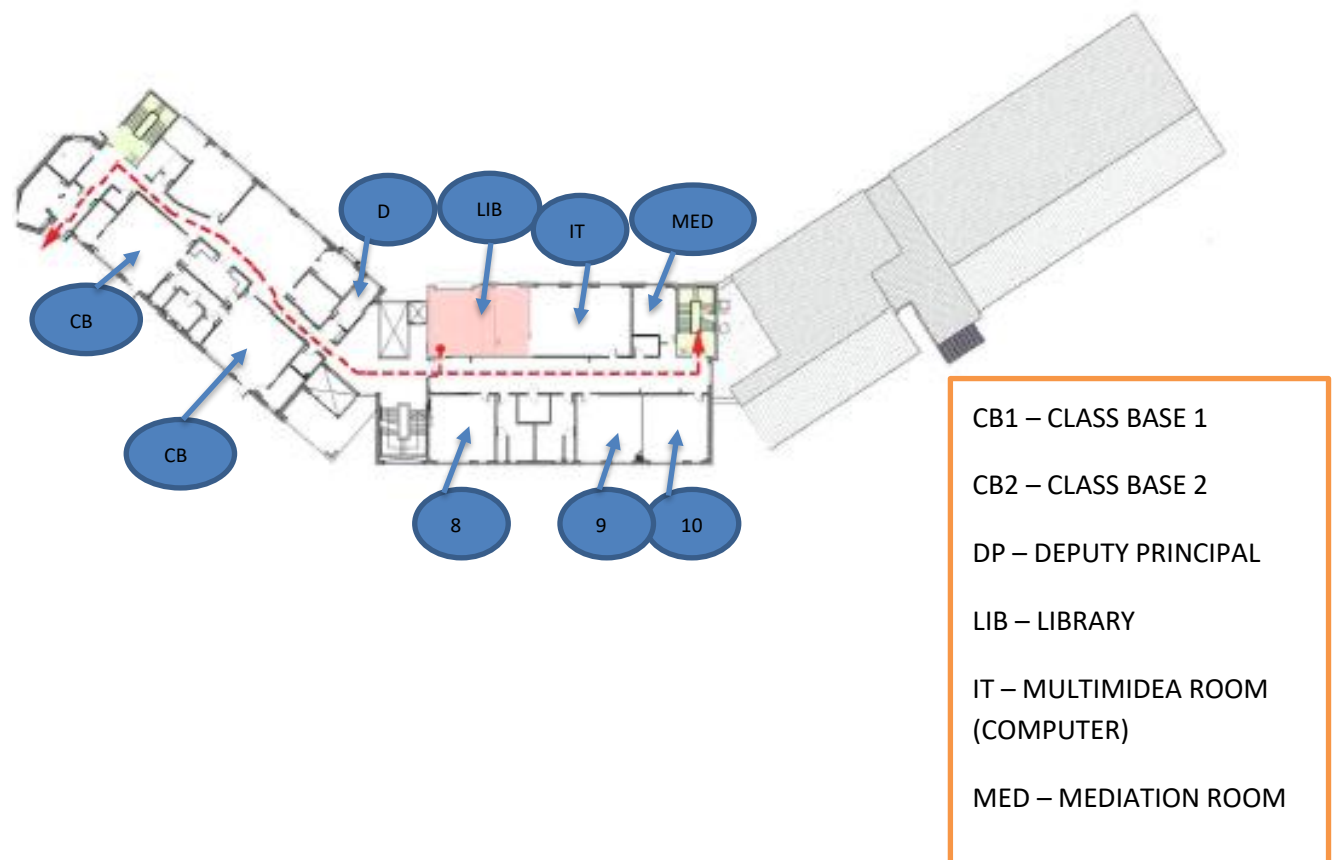 D
LIB
IT
MED
CB
CB
8
9
10
CB1 – CLASS BASE 1
CB2 – CLASS BASE 2
DP – DEPUTY PRINCIPAL
LIB – LIBRARY
IT – MULTIMIDEA ROOM
(COMPUTER)
MED – MEDIATION ROOM